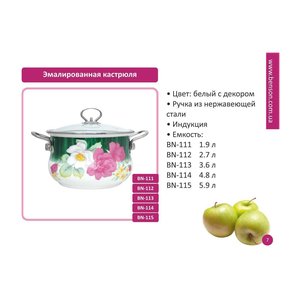 Эмалированная кастрюля
BN-111
BN-112
BN-113
BN-114
BN-115
• Цвет: белый с декором
• Ручка из нержавеющей
стали
• Индукция
• Емкость:
BN-111 1.9 л
BN-112 2.7 л
BN-113 3.6 л
BN-114 4.8 л
BN-115 5.9 л
www.benson.com.ua
7